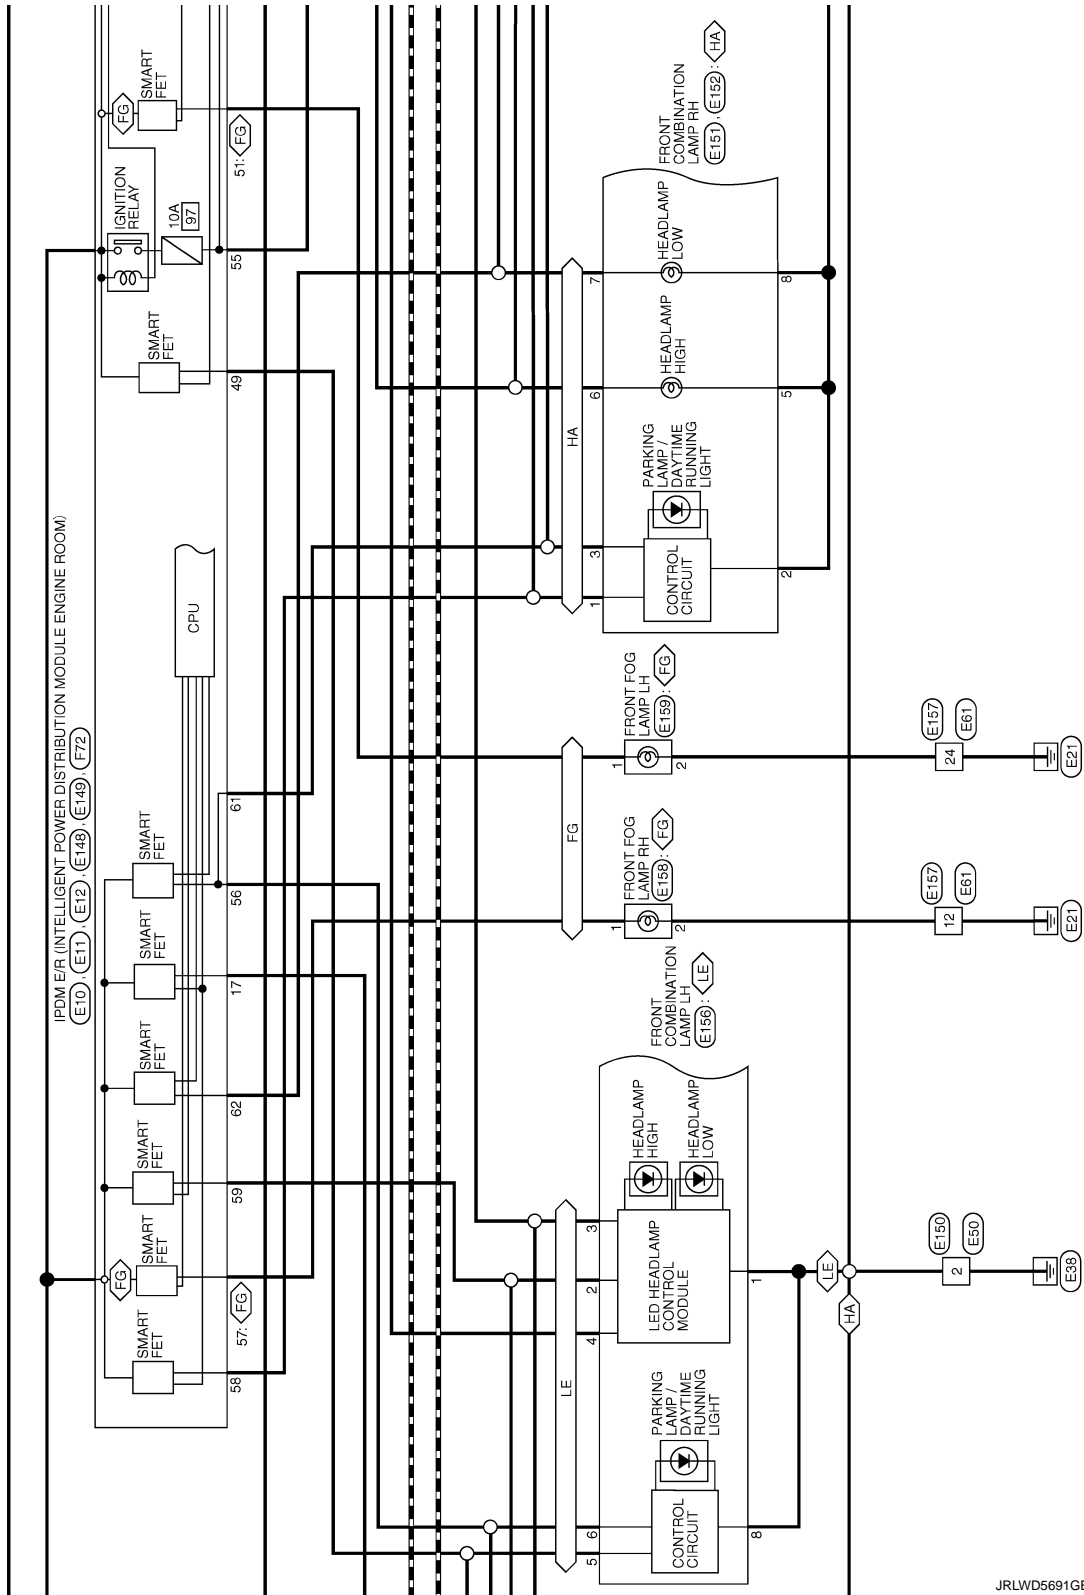 IPDM E/R (INTELLIGENT POWER DISTRIBUTION MODULE ENGINE ROOM)
E10 , E11 , E12 , E148 , E149 , F72
SMART
FET
58
FG
SMART
FET
57: FG
SMART
FET
59
SMART
FET
62
SMART
FET
17
SMART
FET
56
61
CPU
SMART
FET
49
IGNITION
RELAY
10A
97
55
FG
SMART
FET
51: FG
LE
5
6
4
2
3
FRONT
COMBINATION
LAMP LH
E156 : LE
CONTROL
CIRCUIT
PARKING
LAMP /
DAYTIME
RUNNING
LIGHT
LED HEADLAMP
CONTROL
MODULE
HEADLAMP
HIGH
HEADLAMP
LOW
8
1
LE
HA
2
E150
E50
E38
FG
1
FRONT FOG
LAMP RH
E158 : FG
2
12
E157
E61
E21
1
FRONT FOG
LAMP LH
E159 : FG
2
24
E157
E61
E21
HA
1
3
6
7
FRONT
COMBINATION
LAMP RH
E151 , E152 : HA
CONTROL
CIRCUIT
PARKING
LAMP /
DAYTIME
RUNNING
LIGHT
HEADLAMP
HIGH
HEADLAMP
LOW
2
5
8